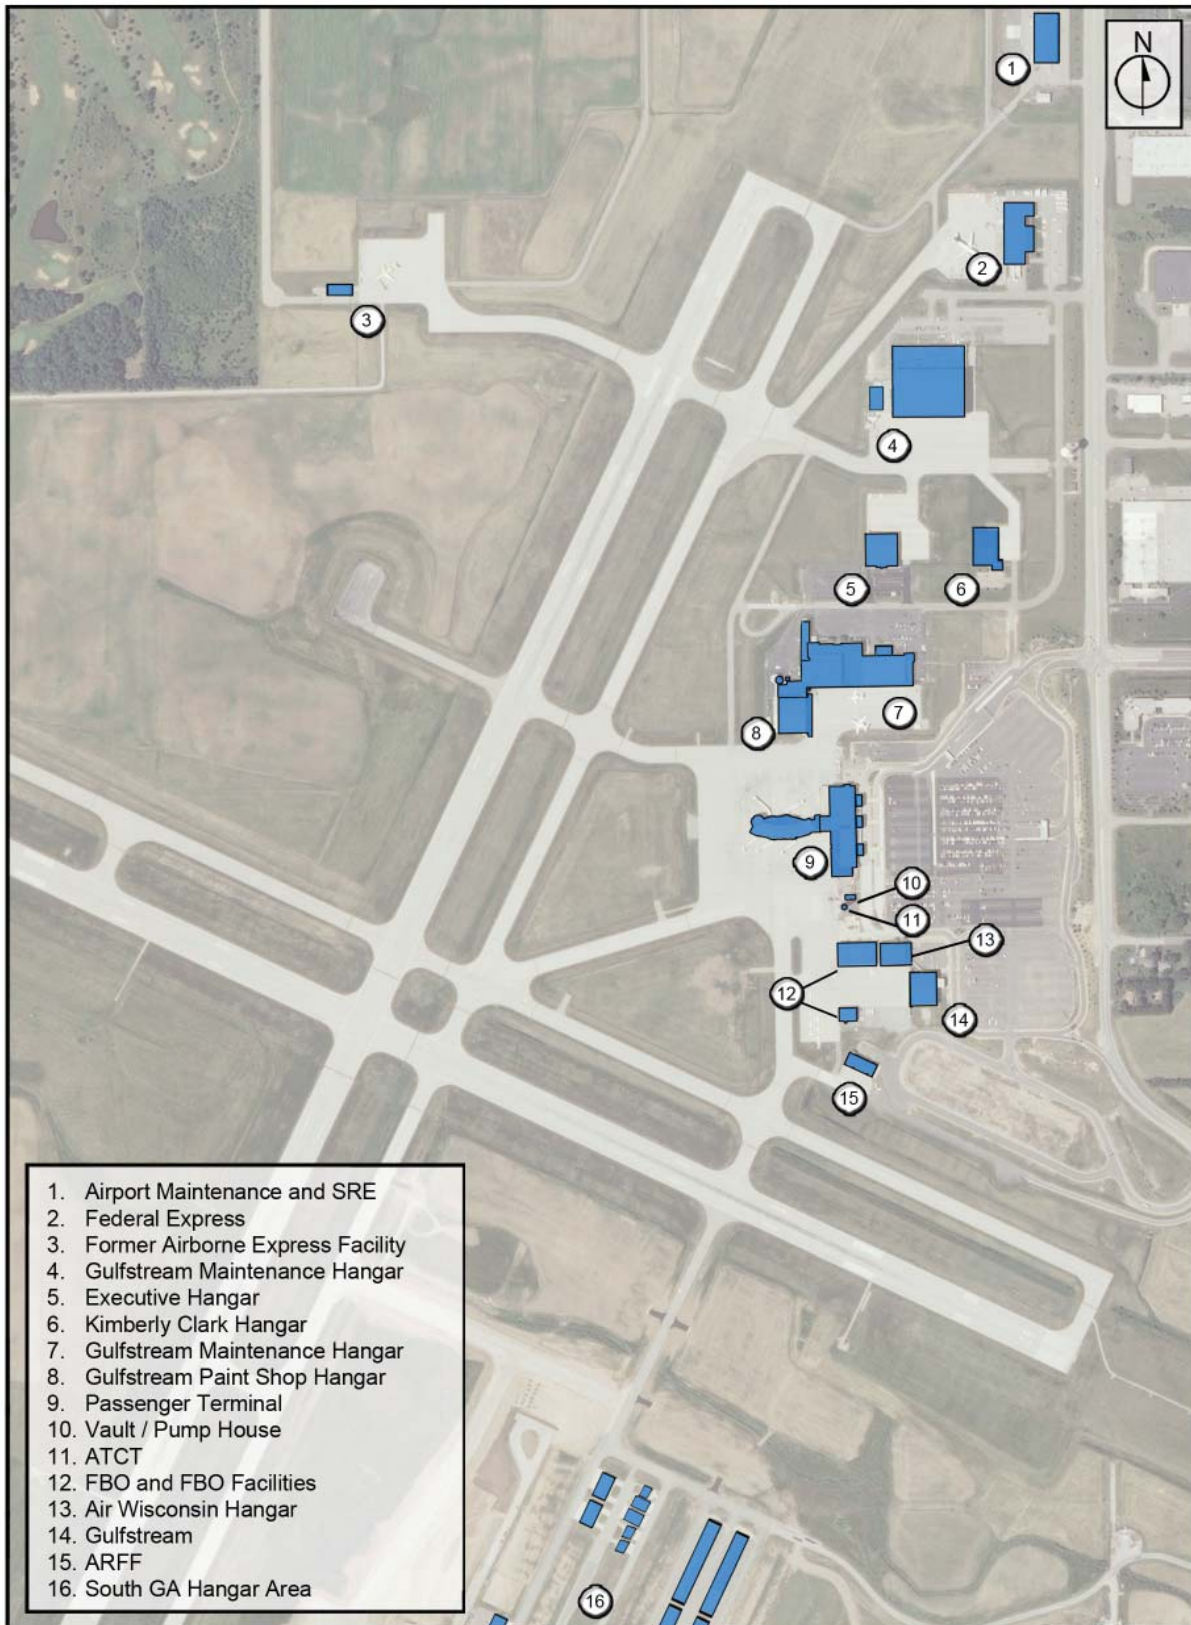 N
1
2
3
4
5
6
7
8
9
10
11
12
13
14
15
16
1. Airport Maintenance and SRE
2. Federal Express
3. Former Airborne Express Facility
4. Gulfstream Maintenance Hangar
5. Executive Hangar
6. Kimberly Clark Hangar
7. Gulfstream Maintenance Hangar
8. Gulfstream Paint Shop Hangar
9. Passenger Terminal
10. Vault / Pump House
11. ATCT
12. FBO and FBO Facilities
13. Air Wisconsin Hangar
14. Gulfstream
15. ARFF
16. South GA Hangar Area